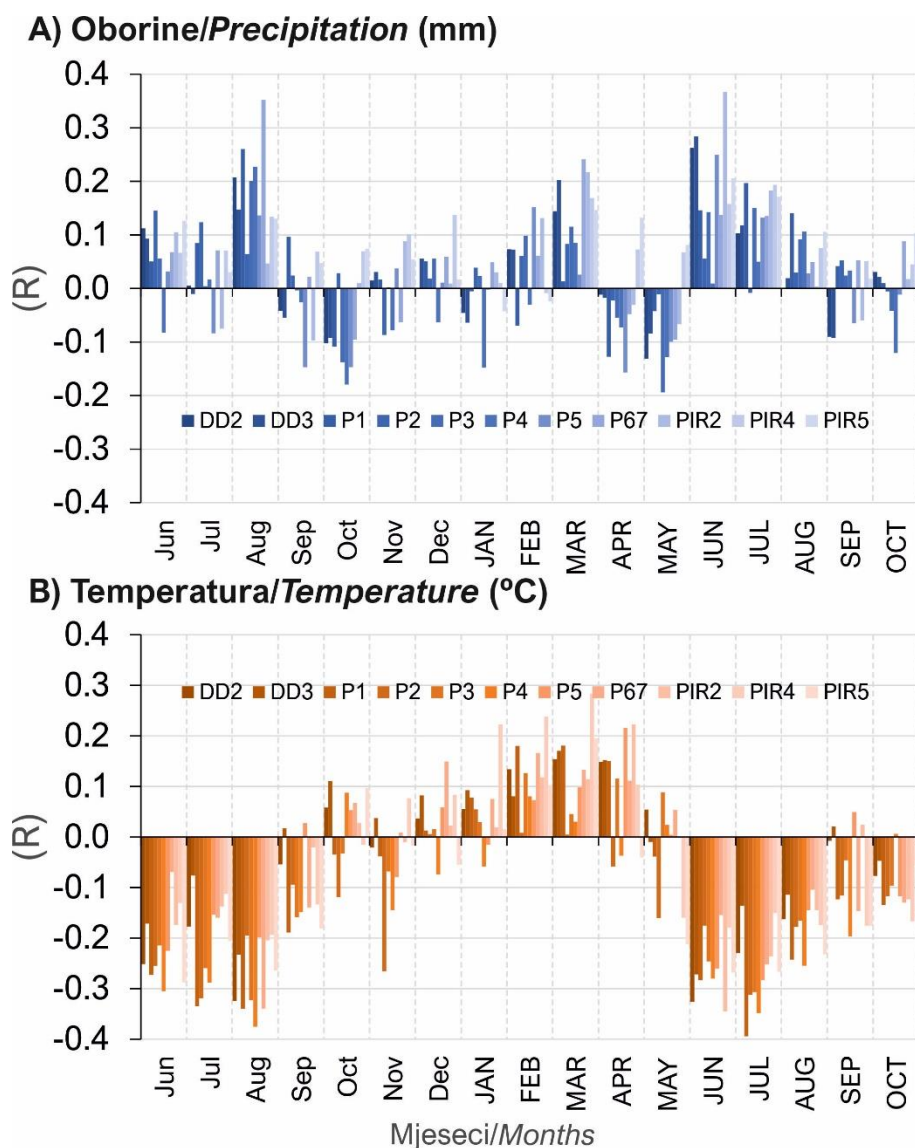 A) Oborine/Precipitation (mm)
0.4
0.3
0.2
0.1
0.0
-0.1
-0.2
-0.3
-0.4
(R)
DD2 DD3 P1 P2 P3 P4 P5 P67 PIR2 PIR4 PIR5
Jun Jul Aug Sep Oct Nov Dec JAN FEB MAR APR MAY JUN JUL AUG SEP OCT
B) Temperatura/Temperature (ºC)
0.4
0.3
0.2
0.1
0.0
-0.1
-0.2
-0.3
-0.4
(R)
DD2 DD3 P1 P2 P3 P4 P5 P67 PIR2 PIR4 PIR5
Jun Jul Aug Sep Oct Nov Dec JAN FEB MAR APR MAY JUN JUL AUG SEP OCT
Mjeseci/Months